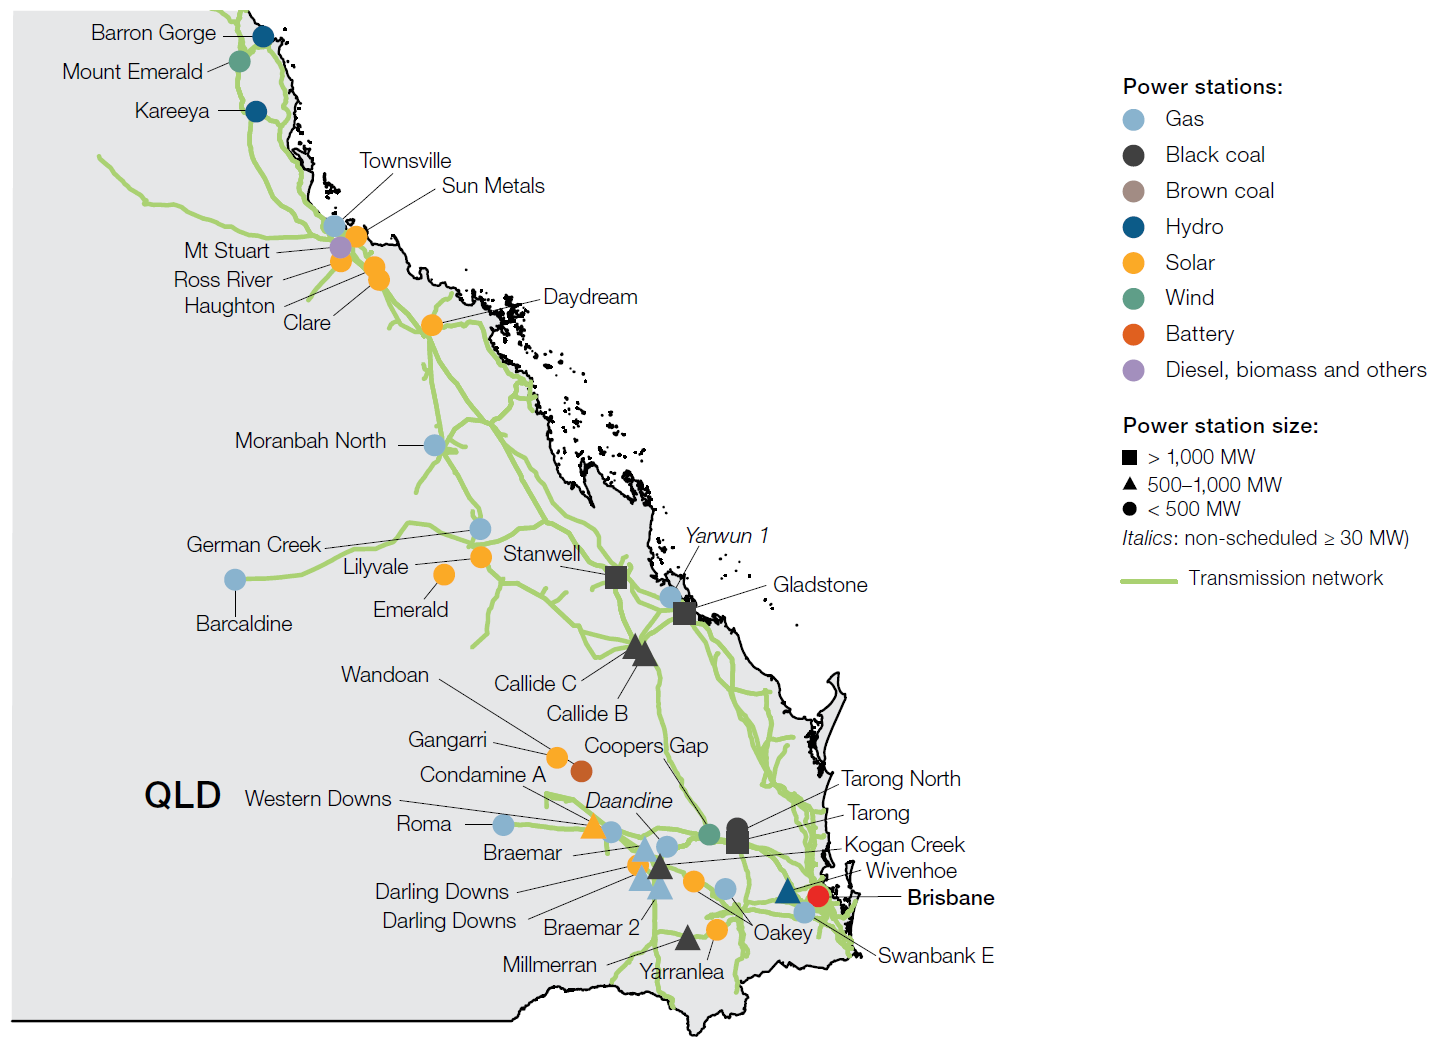 Barron Gorge
Mount Emerald
Kareeya
Townsville
Sun Metals
Mt Stuart
Ross River
Haughton
Clare
Daydream
Moranbah North
German Creek
Lilyvale
Stanwell
Yarwun 1
Emerald
Gladstone
Barcaldine
Wandoan
Callide C
Callide B
Gangarri
Coopers Gap
Condamine A
Tarong North
QLD
Western Downs
Daandine
Tarong
Roma
Kogan Creek
Braemar
Wivenhoe
Darling Downs
Brisbane
Darling Downs
Braemar 2
Oakey
Swanbank E
Millmerran
Yarranlea
Power stations:
Gas
Black coal
Brown coal
Hydro
Solar
Wind
Battery
Diesel, biomass and others
Power station size:
> 1,000 MW
500–1,000 MW
< 500 MW
Italics: non-scheduled ≥ 30 MW)
Transmission network